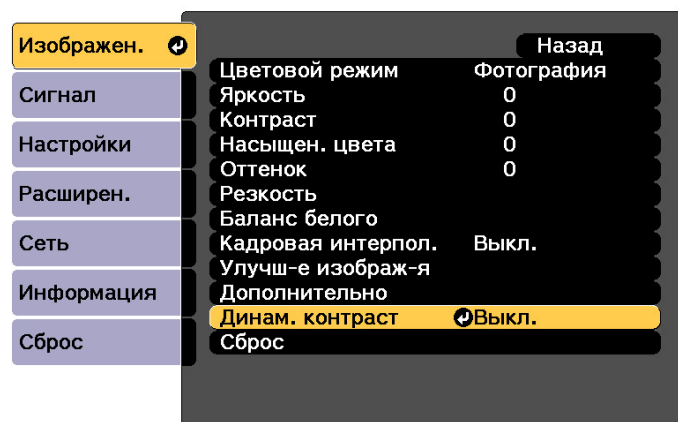 Изображен.
Сигнал
Настройки
Расширен.
Сеть
Информация
Сброс
Назад
Цветовой режим Фотография
Яркость 0
Контраст 0
Насыщен. цвета 0
Оттенок 0
Резкость
Баланс белого
Кадровая интерпол. Выкл.
Улучш-е изображ-я
Дополнительно
Динам. контраст Выкл.
Сброс